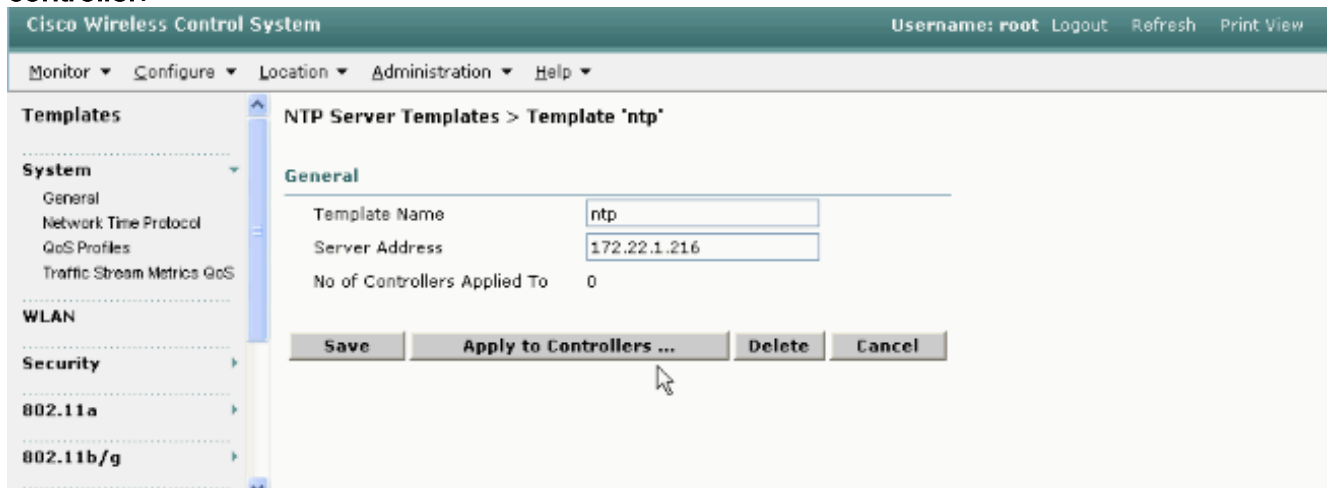 controller.
Cisco Wireless Control System
Username: root Logout Refresh Print View
Monitor Configure Location Administration Help
Templates
System
General
Network Time Protocol
QoS Profiles
Traffic Stream Metrics QoS
WLAN
Security
802.11a
802.11b/g
NTP Server Templates > Template 'ntp'
General
Template Name ntp
Server Address 172.22.1.216
No of Controllers Applied To 0
Save Apply to Controllers ... Delete Cancel